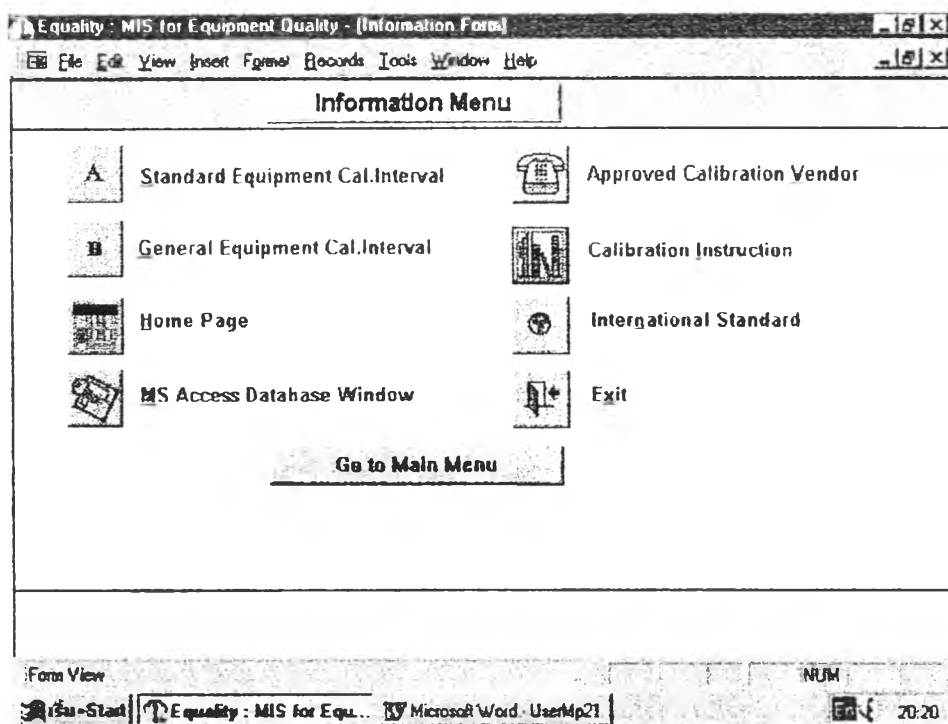 Equality : MIS for Equipment Quality - [Information Form]
File Edit View Insert Format Records Tools Window Help
Information Menu
A Standard Equipment Cal.Interval
Approved Calibration Vendor
B General Equipment Cal.Interval
Calibration Instruction
Home Page
International Standard
MS Access Database Window
Exit
Go to Main Menu
Form View
NUM
เริ่ม-Start
Equality : MIS for Equ...
Microsoft Word - UserMp21
20:20